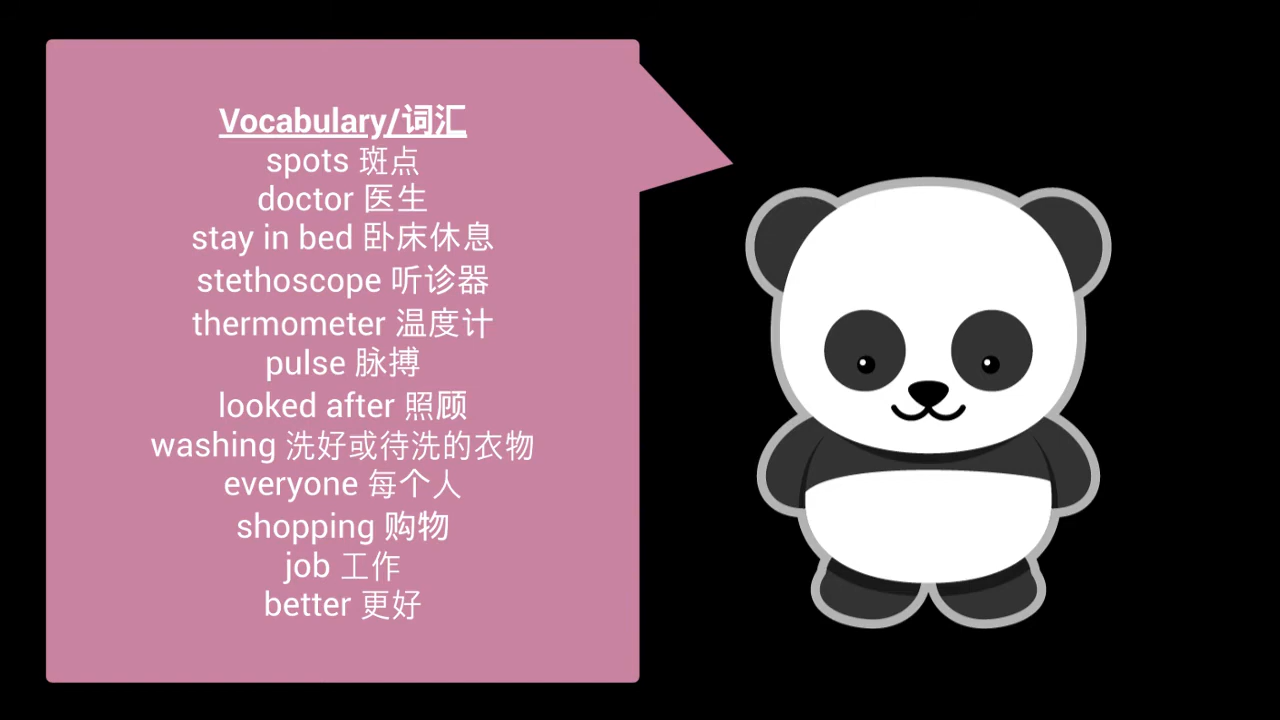 Vocabulary/词汇
spots 斑点
doctor 医生
stay in bed 卧床休息
stethoscope 听诊器
thermometer 温度计
pulse 脉搏
looked after 照顾
washing 洗好或待洗的衣物
everyone 每个人
shopping 购物
job 工作
better 更好